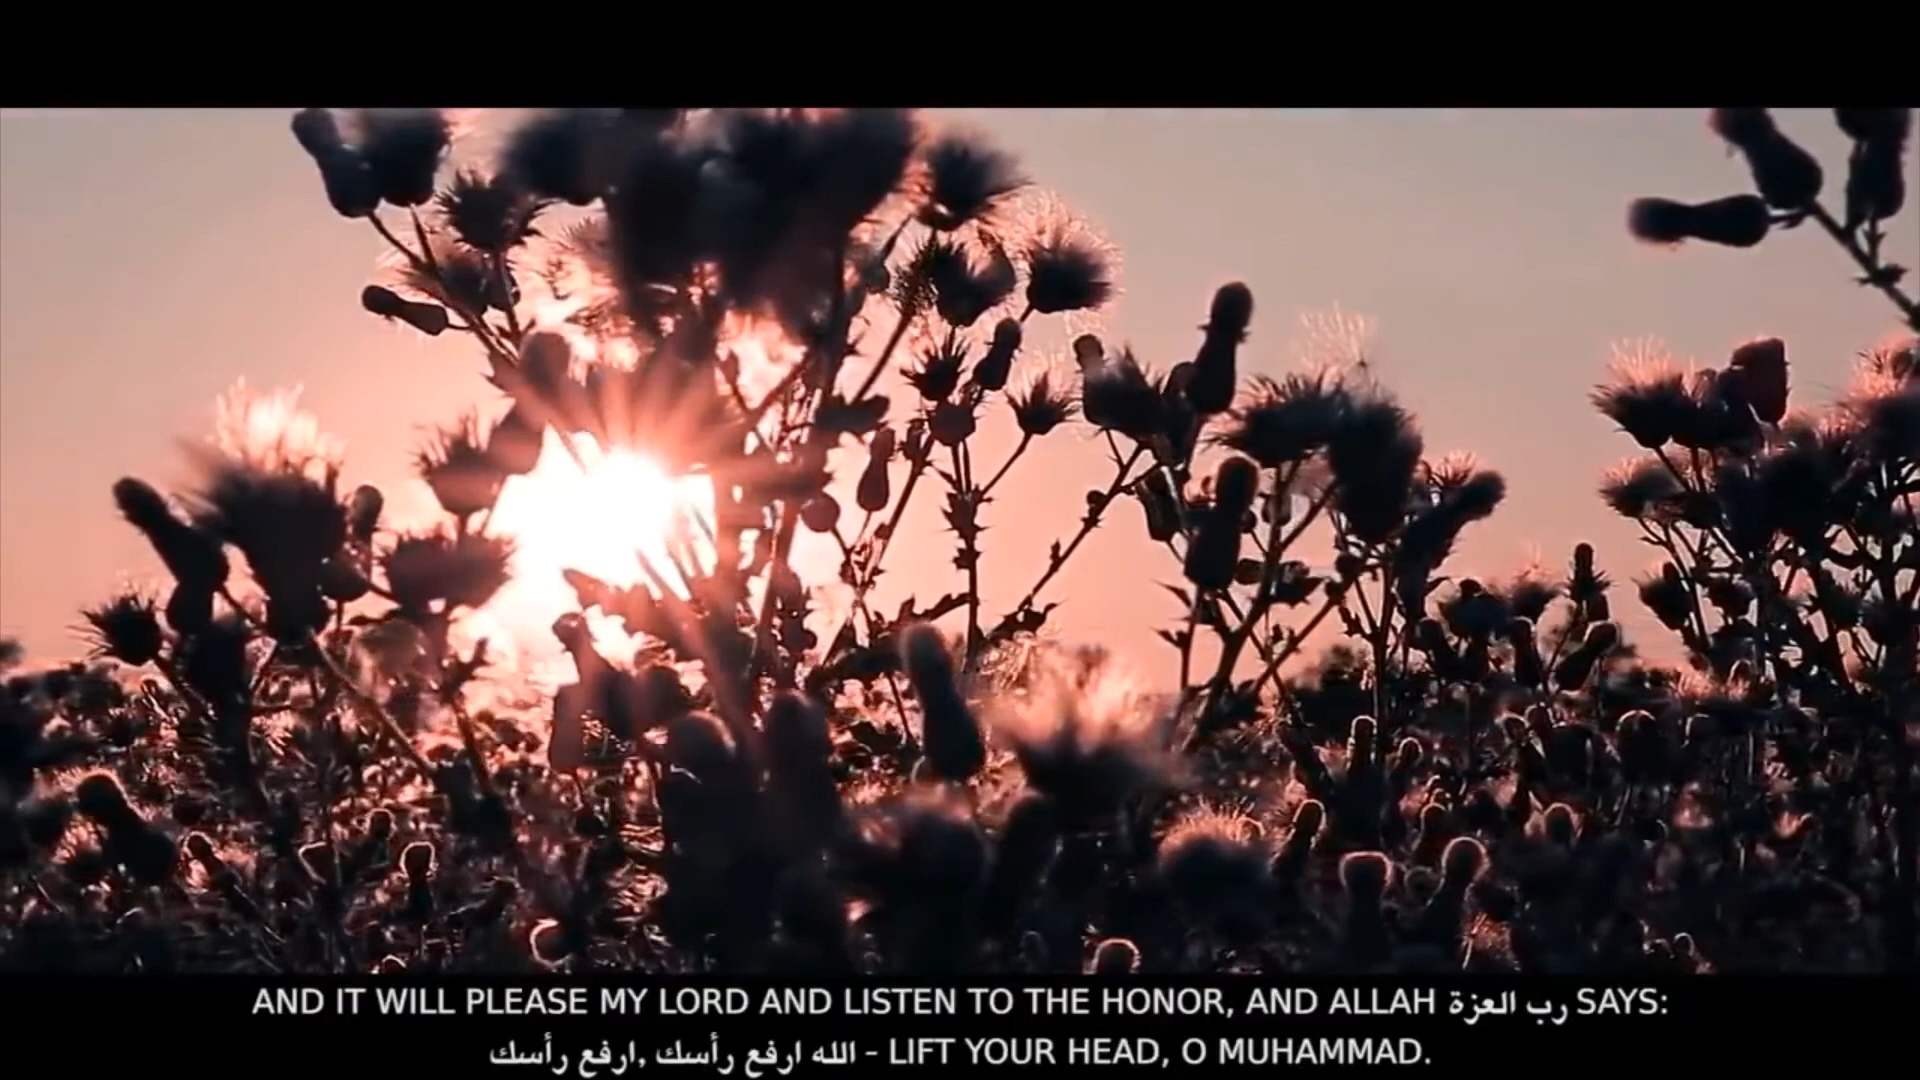 AND IT WILL PLEASE MY LORD AND LISTEN TO THE HONOR, AND ALLAH رب العزة SAYS:
الله ارفع رأسك ,ارفع رأسك – LIFT YOUR HEAD, O MUHAMMAD.